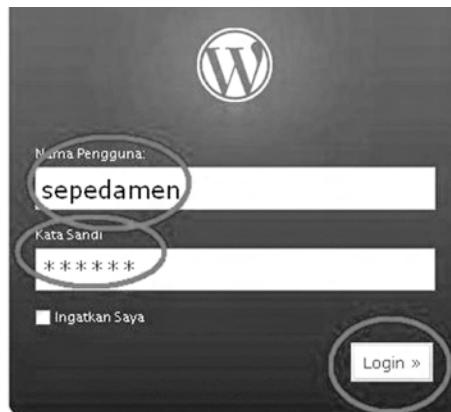 Nama Pengguna:
sepedamen
Kata Sandi
******
Ingatkan Saya
Login »